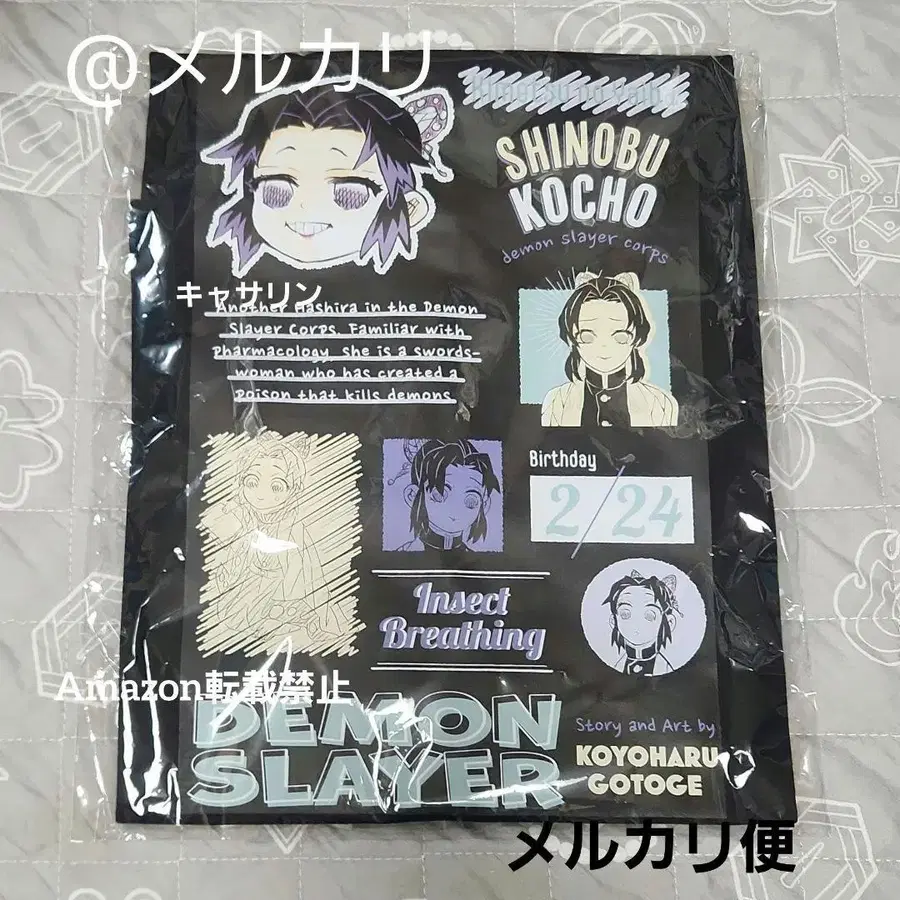 @メルカリ
SHINOBU
KOCHO
demon slayer corps
キャサリン
Another Hashira in the Demon
Slayer Corps. Familiar with
pharmacology, she is a swords-
woman who has created a
poison that kills demons
Birthday
2/24
Insect
Breathing
Amazon転載禁止
DEMON
SLAYER
Story and Art by
KOYOHARU
GOTOGE
メルカリ便